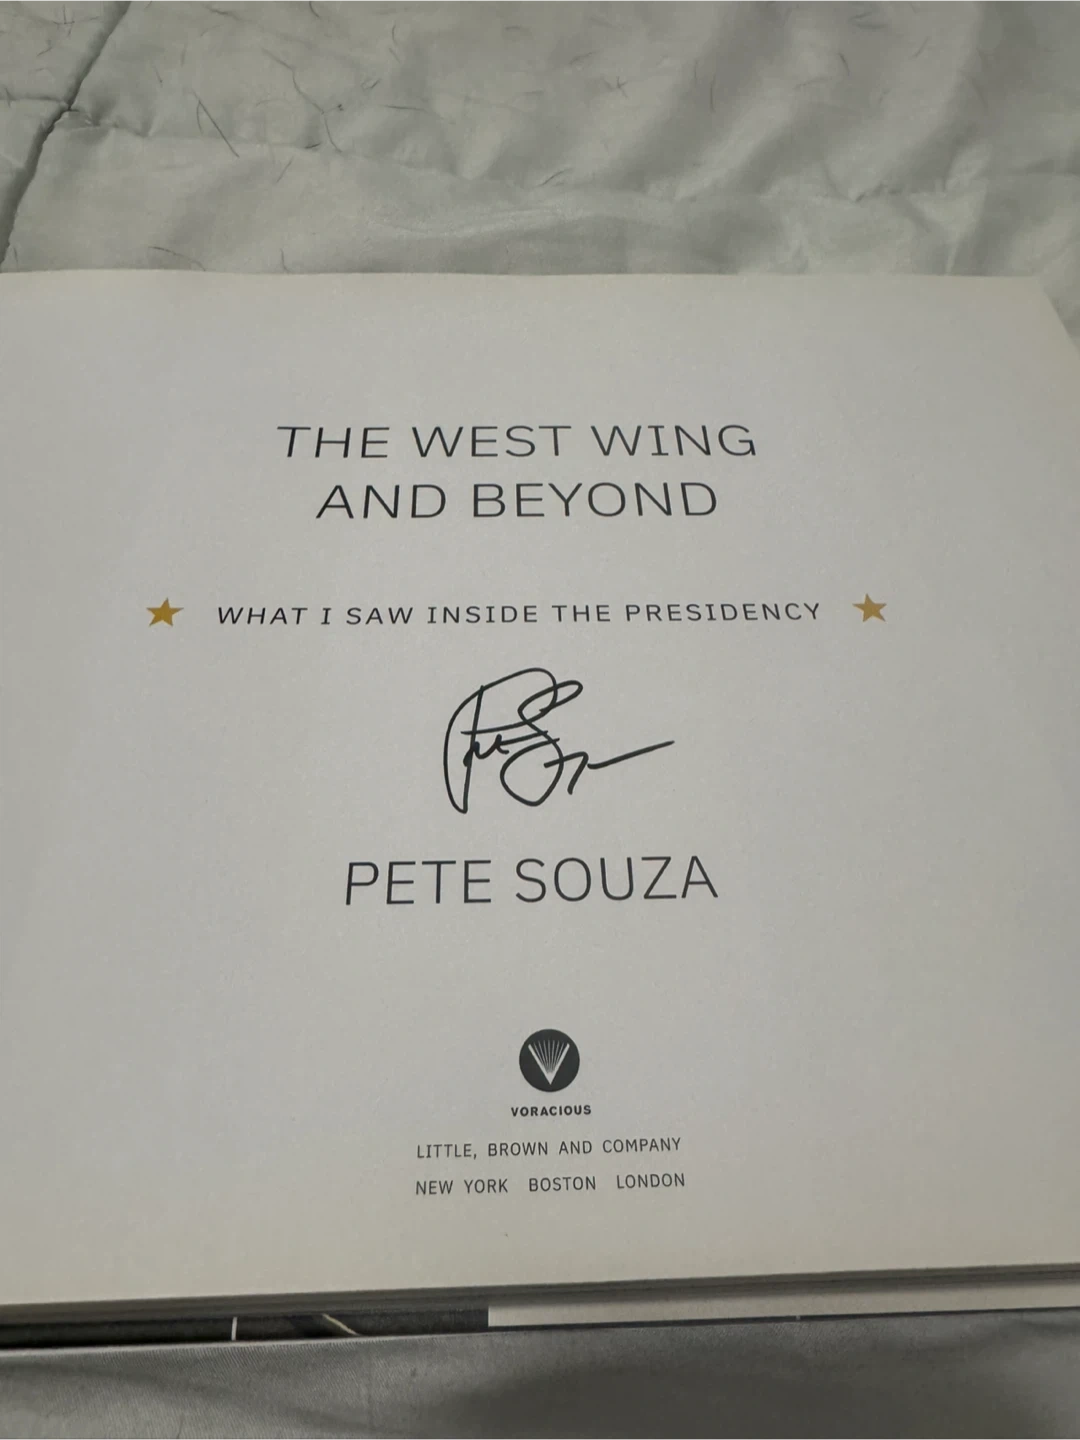 THE WEST WING
AND BEYOND
WHAT I SAW INSIDE THE PRESIDENCY
PETE SOUZA
VORACIOUS
LITTLE, BROWN AND COMPANY
NEW YORK BOSTON LONDON